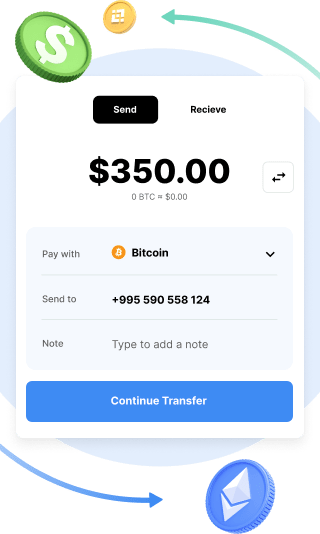 Send Recieve
$350.00
0 BTC ≈ $0.00
Pay with Bitcoin
Send to +995 590 558 124
Note Type to add a note
Continue Transfer